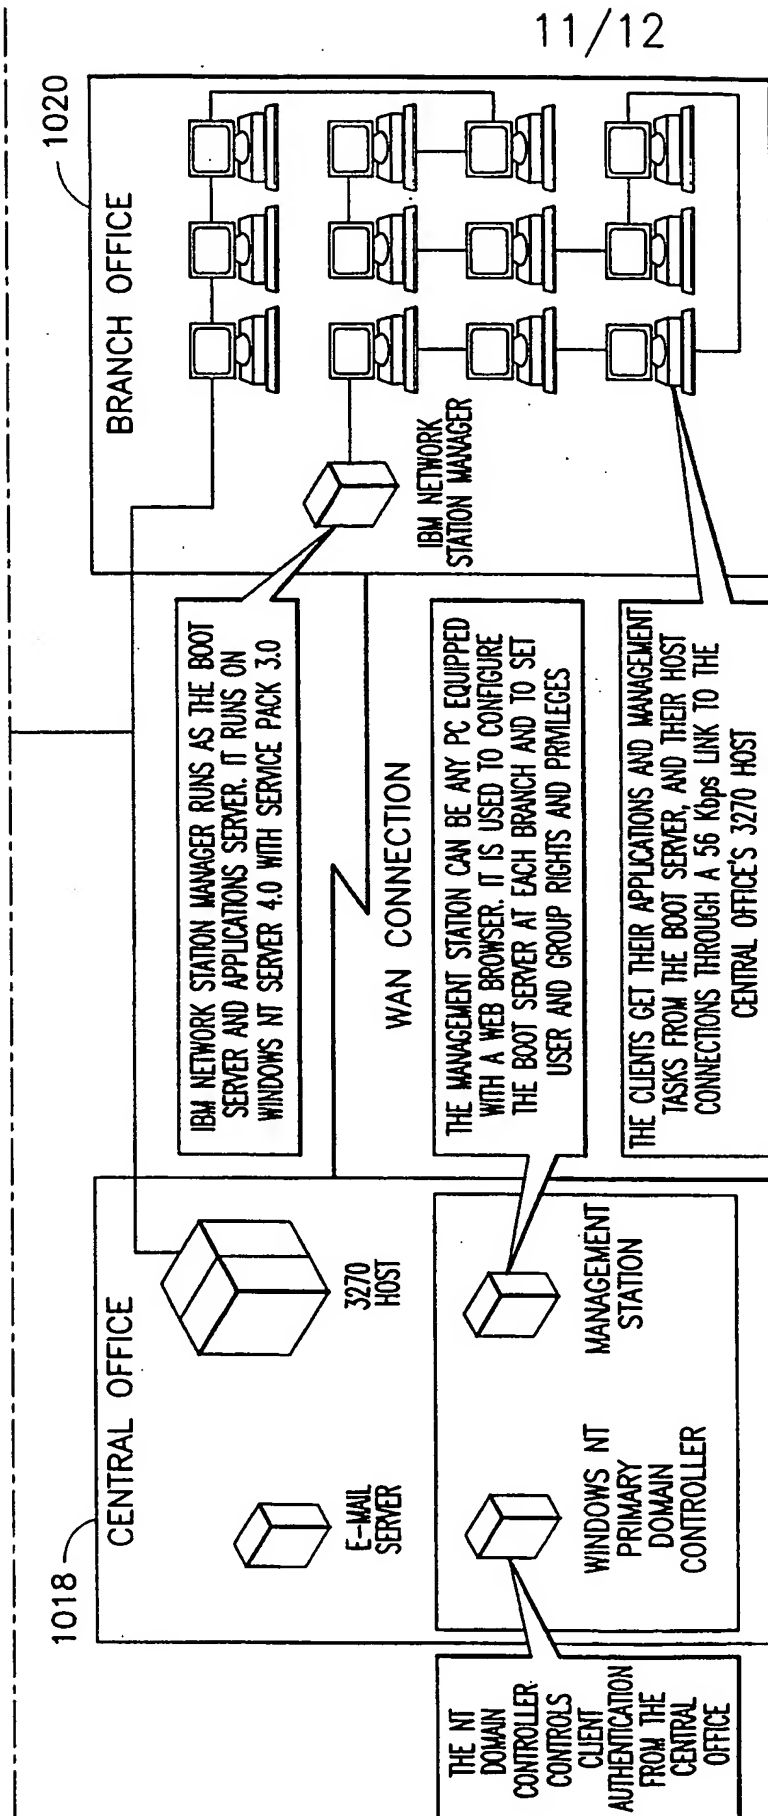 11/12
1018
CENTRAL OFFICE
E-MAIL
SERVER
3270
HOST
THE NT
DOMAIN
CONTROLLER
CONTROLS
CLIENT
AUTHENTICATION
FROM THE
CENTRAL
OFFICE
WINDOWS NT
PRIMARY
DOMAIN
CONTROLLER
MANAGEMENT
STATION
IBM NETWORK STATION MANAGER RUNS AS THE BOOT
SERVER AND APPLICATIONS SERVER. IT RUNS ON
WINDOWS NT SERVER 4.0 WITH SERVICE PACK 3.0
WAN CONNECTION
THE MANAGEMENT STATION CAN BE ANY PC EQUIPPED
WITH A WEB BROWSER. IT IS USED TO CONFIGURE
THE BOOT SERVER AT EACH BRANCH AND TO SET
USER AND GROUP RIGHTS AND PRIVILEGES
THE CLIENTS GET THEIR APPLICATIONS AND MANAGEMENT
TASKS FROM THE BOOT SERVER, AND THEIR HOST
CONNECTIONS THROUGH A 56 Kbps LINK TO THE
CENTRAL OFFICE'S 3270 HOST
1020
BRANCH OFFICE
IBM NETWORK
STATION MANAGER